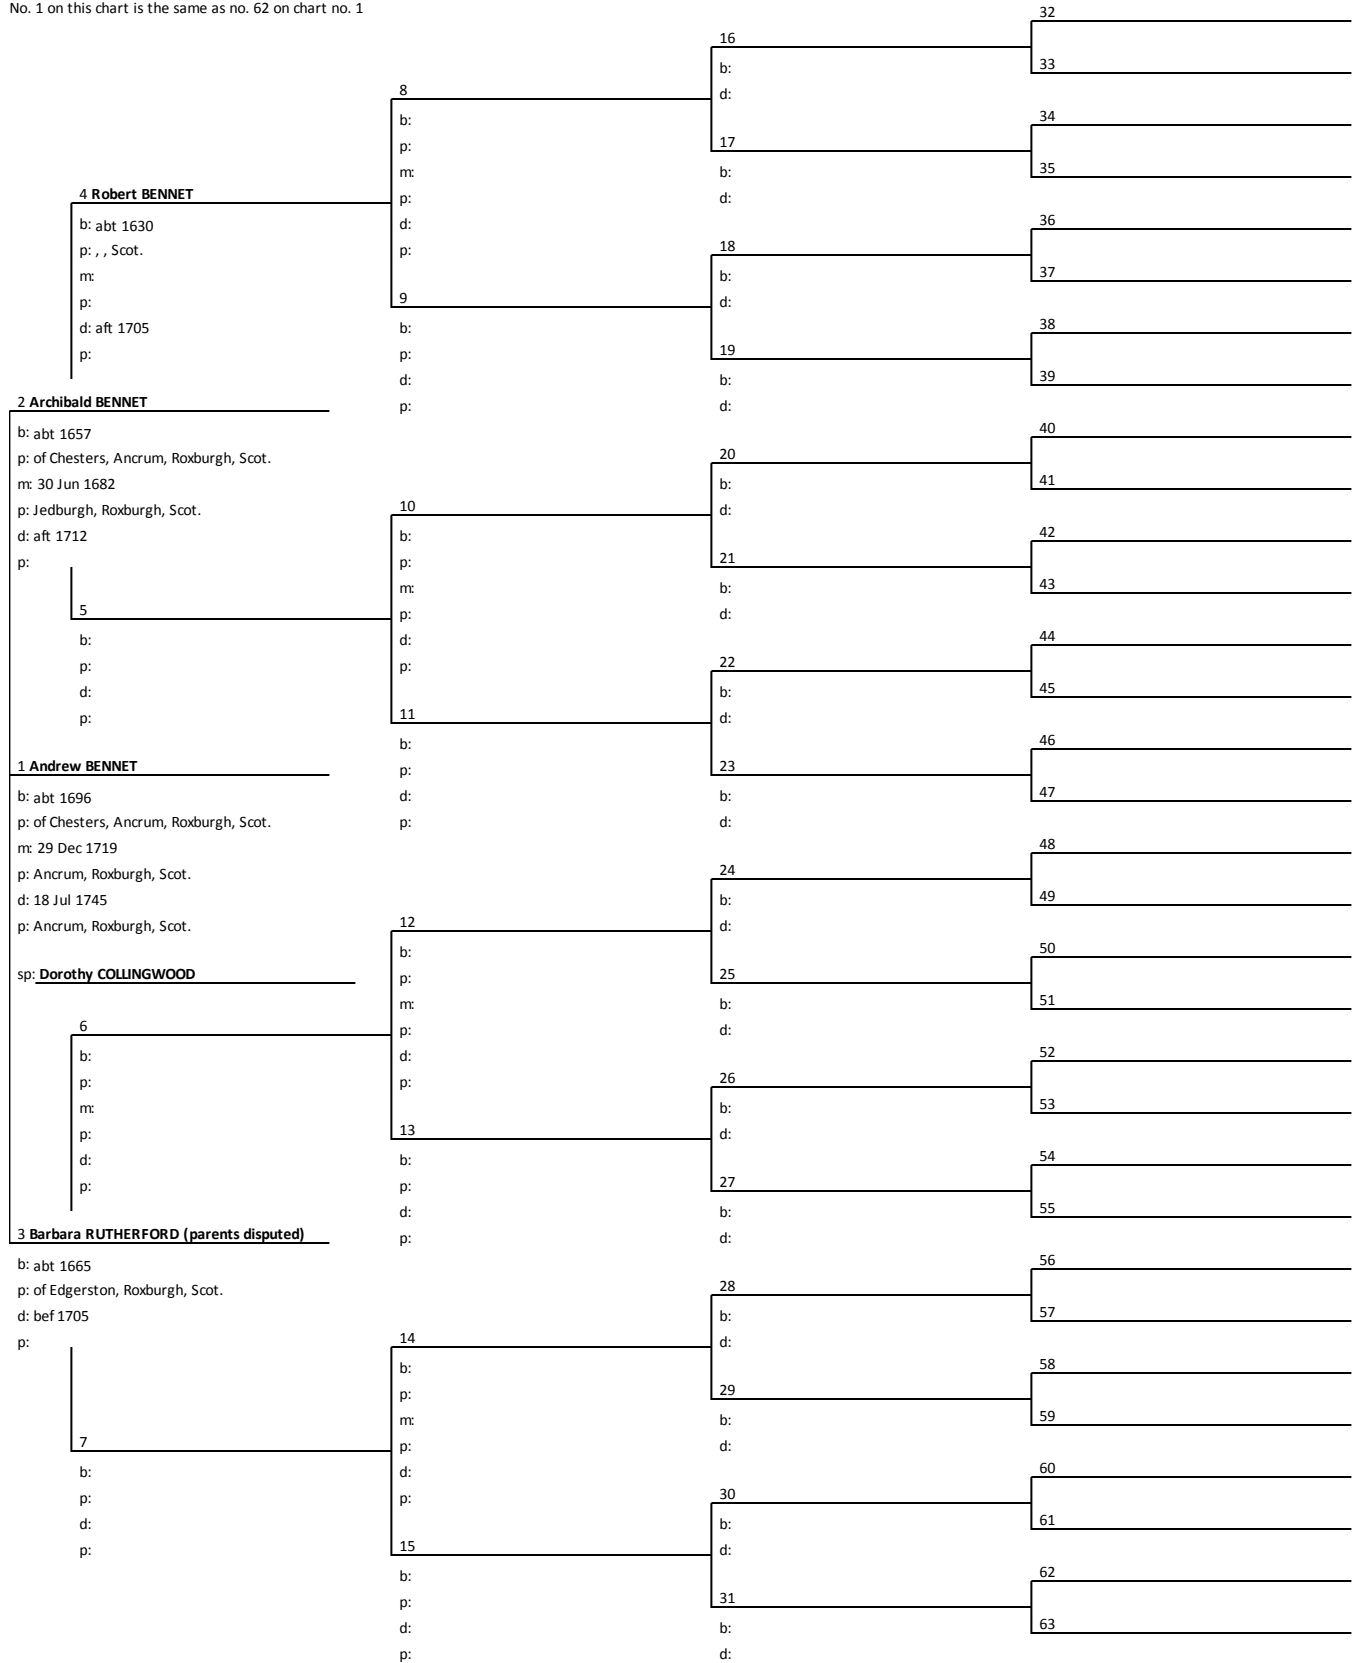 No. 1 on this chart is the same as no. 62 on chart no. 1
4 Robert BENNET
b: abt 1630
p: , , Scot.
m:
p:
d: aft 1705
p:
2 Archibald BENNET
b: abt 1657
p: of Chesters, Ancrum, Roxburgh, Scot.
m: 30 Jun 1682
p: Jedburgh, Roxburgh, Scot.
d: aft 1712
p:
5
b:
p:
d:
p:
1 Andrew BENNET
b: abt 1696
p: of Chesters, Ancrum, Roxburgh, Scot.
m: 29 Dec 1719
p: Ancrum, Roxburgh, Scot.
d: 18 Jul 1745
p: Ancrum, Roxburgh, Scot.
sp: Dorothy COLLINGWOOD
6
b:
p:
m:
p:
d:
p:
3 Barbara RUTHERFORD (parents disputed)
b: abt 1665
p: of Edgerston, Roxburgh, Scot.
d: bef 1705
p:
7
b:
p:
d:
p:
8
b:
p:
m:
p:
d:
p:
9
b:
p:
d:
p:
10
b:
p:
m:
p:
d:
p:
11
b:
p:
d:
p:
12
b:
p:
m:
p:
d:
p:
13
b:
p:
d:
p:
14
b:
p:
m:
p:
d:
p:
15
b:
p:
d:
p:
16
b:
d:
17
b:
d:
18
b:
d:
19
b:
d:
20
b:
d:
21
b:
d:
22
b:
d:
23
b:
d:
24
b:
d:
25
b:
d:
26
b:
d:
27
b:
d:
28
b:
d:
29
b:
d:
30
b:
d:
31
b:
d:
32
33
34
35
36
37
38
39
40
41
42
43
44
45
46
47
48
49
50
51
52
53
54
55
56
57
58
59
60
61
62
63